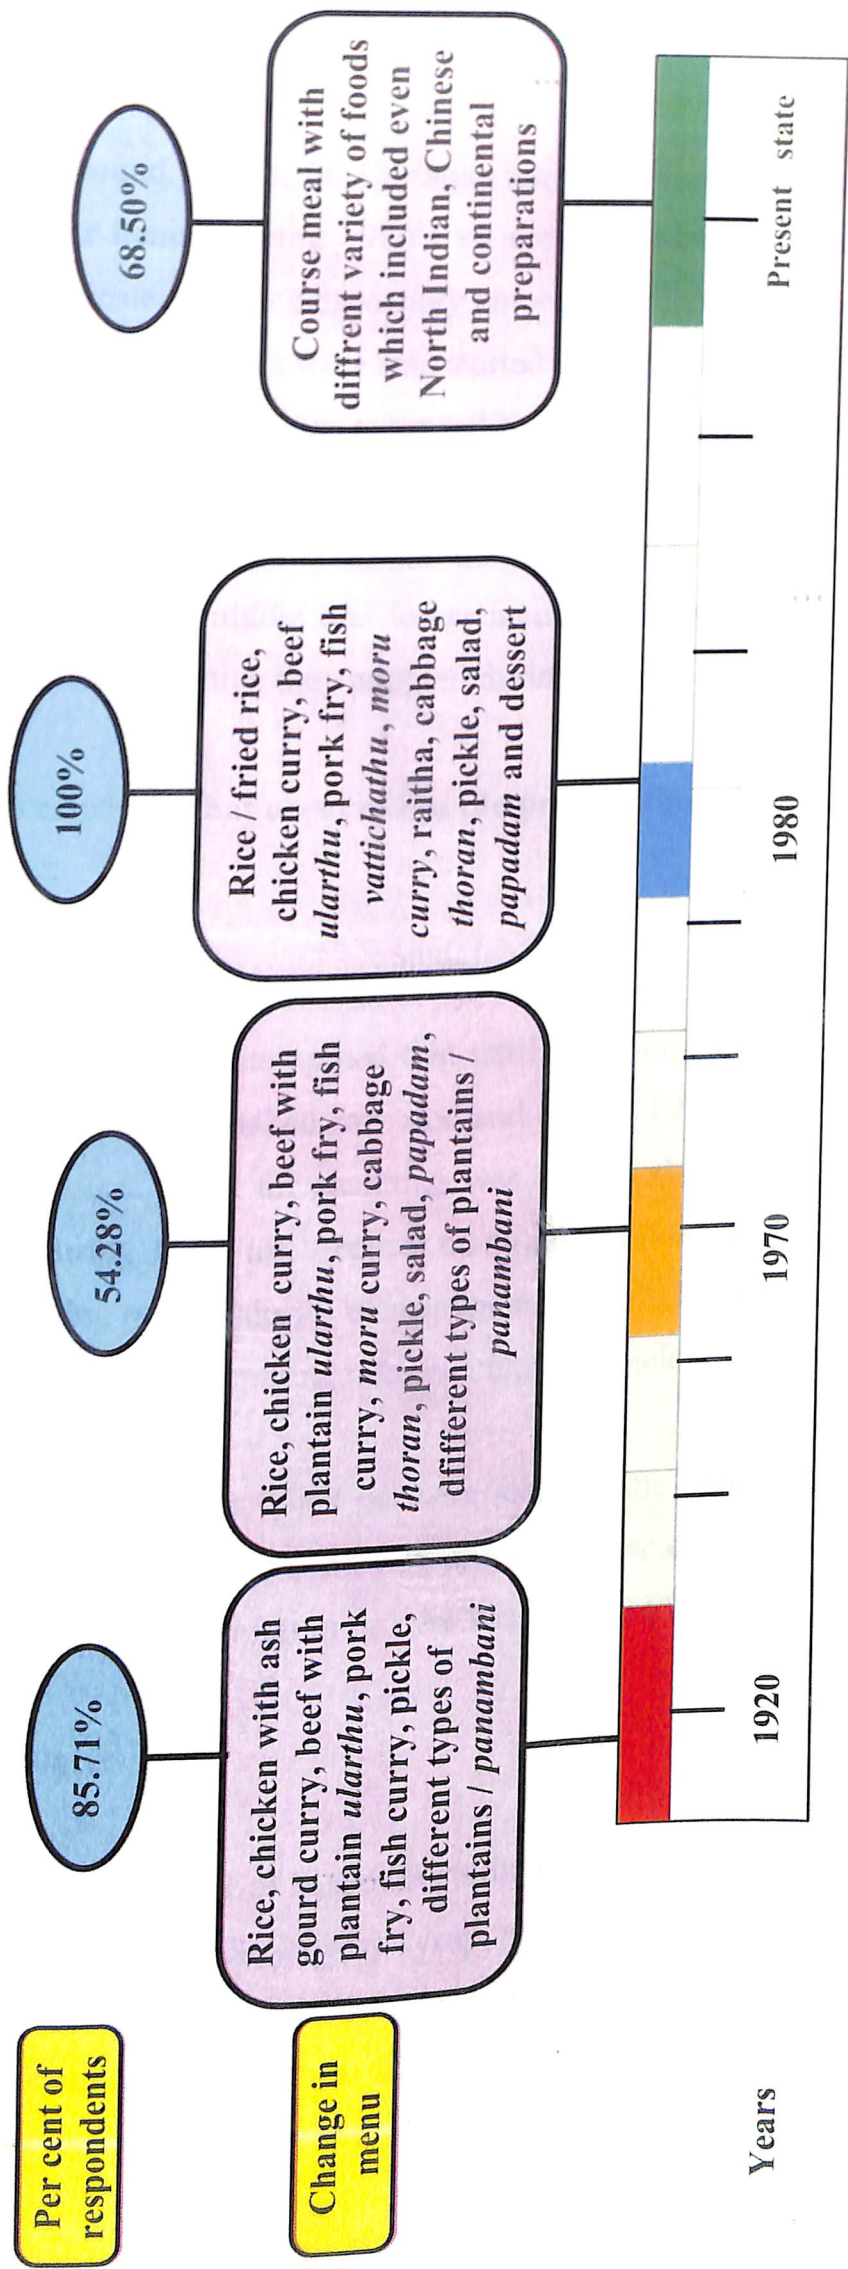 Per cent of
respondents
85.71%
54.28%
100%
68.50%
Change in
menu
Rice, chicken with ash
gourd curry, beef with
plantain ularthu, pork
fry, fish curry, pickle,
different types of
plantains / panambani
Rice, chicken curry, beef with
plantain ularthu, pork fry, fish
curry, moru curry, cabbage
thoran, pickle, salad, papadam,
dfifferent types of plantains /
panambani
Rice / fried rice,
chicken curry, beef
ularthu, pork fry, fish
vattichathu, moru
curry, raitha, cabbage
thoran, pickle, salad,
papadam and dessert
Course meal with
diffrent variety of foods
which included even
North Indian, Chinese
and continental
preparations
Years
1920
1970
1980
Present state